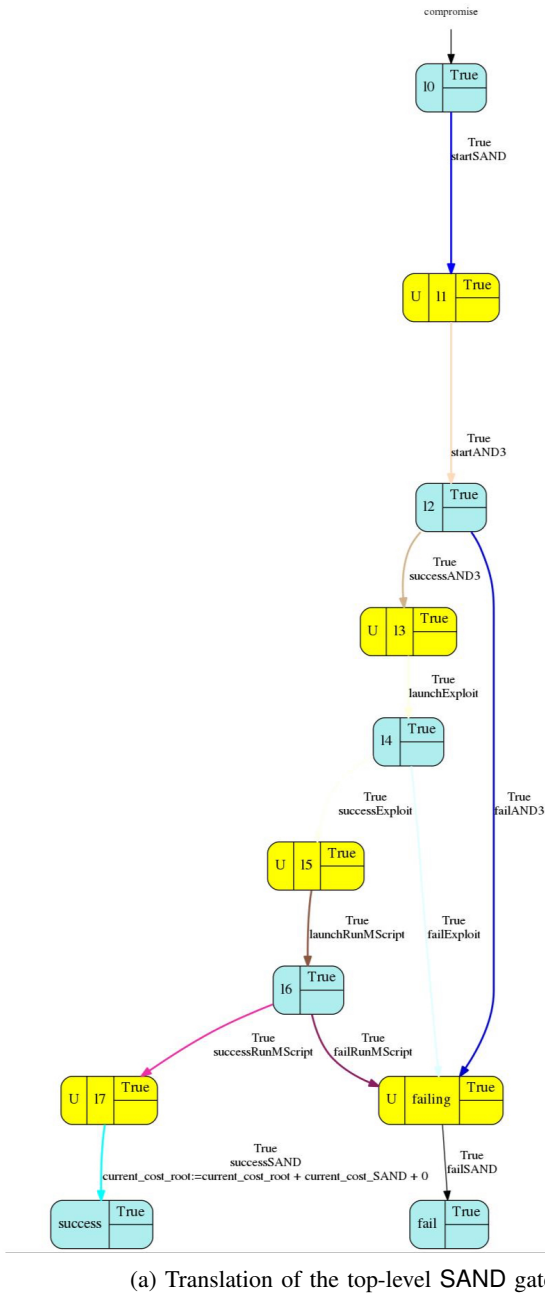 compromise
l0 True
True
startSAND
U l1 True
True
startAND3
l2 True
True
successAND3
U l3 True
True
launchExploit
l4 True
True
successExploit
True
failAND3
U l5 True
True
launchRunMScript
True
failExploit
l6 True
True
successRunMScript
True
failRunMScript
U l7 True
U failing True
True
successSAND
current_cost_root:=current_cost_root + current_cost_SAND + 0
True
failSAND
success True
fail True
(a) Translation of the top-level SAND gate